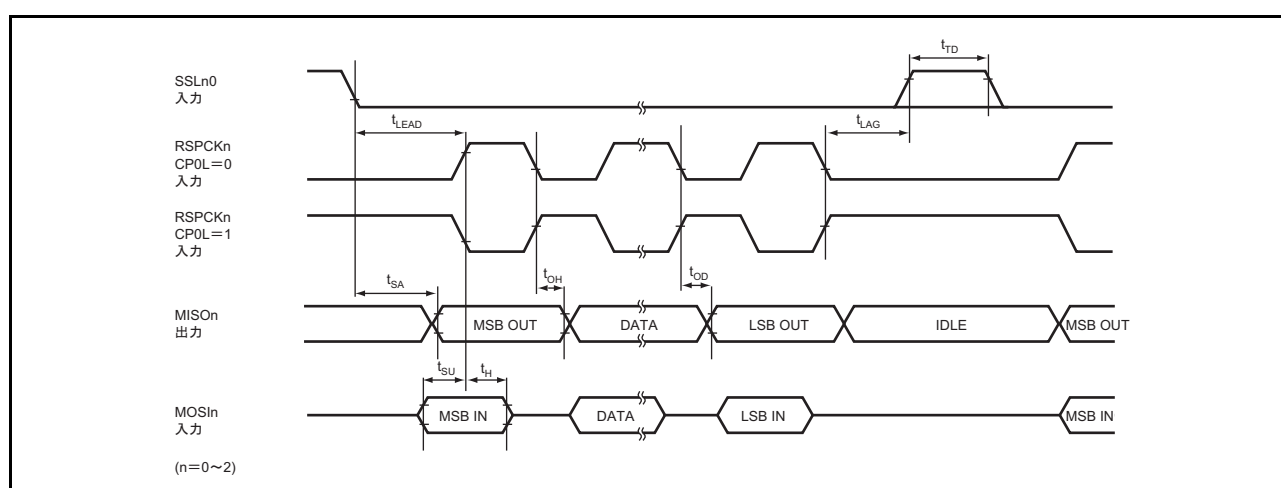 SSLn0
入力
tTD
tLEAD
tLAG
RSPCKn
CP0L=0
入力
RSPCKn
CP0L=1
入力
tSA
tOH
tOD
MISOn
出力
MSB OUT
DATA
LSB OUT
IDLE
MSB OUT
tSU
tH
MOSIn
入力
MSB IN
DATA
LSB IN
MSB IN
(n=0～2)